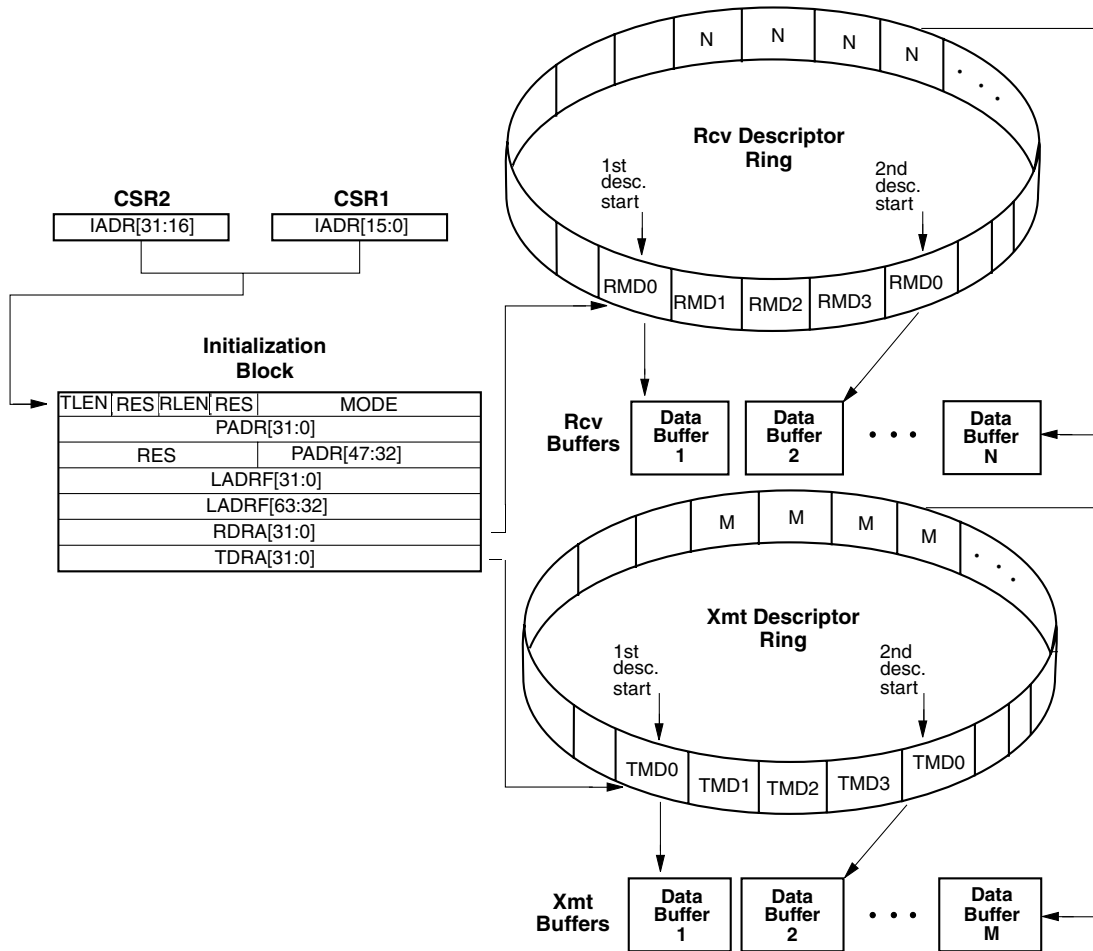 N N N N . . .
Rcv Descriptor
Ring
1st
desc.
start
2nd
desc.
start
RMD0 RMD1 RMD2 RMD3 RMD0
CSR2
IADR[31:16]
CSR1
IADR[15:0]
Initialization
Block
TLEN RES RLEN RES MODE
PADR[31:0]
RES PADR[47:32]
LADRF[31:0]
LADRF[63:32]
RDRA[31:0]
TDRA[31:0]
Rcv
Buffers
Data
Buffer
1
Data
Buffer
2
• • •
Data
Buffer
N
M M M M . . .
Xmt Descriptor
Ring
1st
desc.
start
2nd
desc.
start
TMD0 TMD1 TMD2 TMD3 TMD0
Xmt
Buffers
Data
Buffer
1
Data
Buffer
2
• • •
Data
Buffer
M